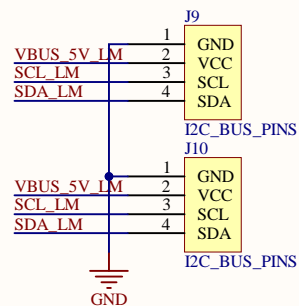 J9
1 GND
VBUS_5V_LM 2 VCC
SCL_LM 3 SCL
SDA_LM 4 SDA
I2C_BUS_PINS
J10
1 GND
VBUS_5V_LM 2 VCC
SCL_LM 3 SCL
SDA_LM 4 SDA
I2C_BUS_PINS
GND